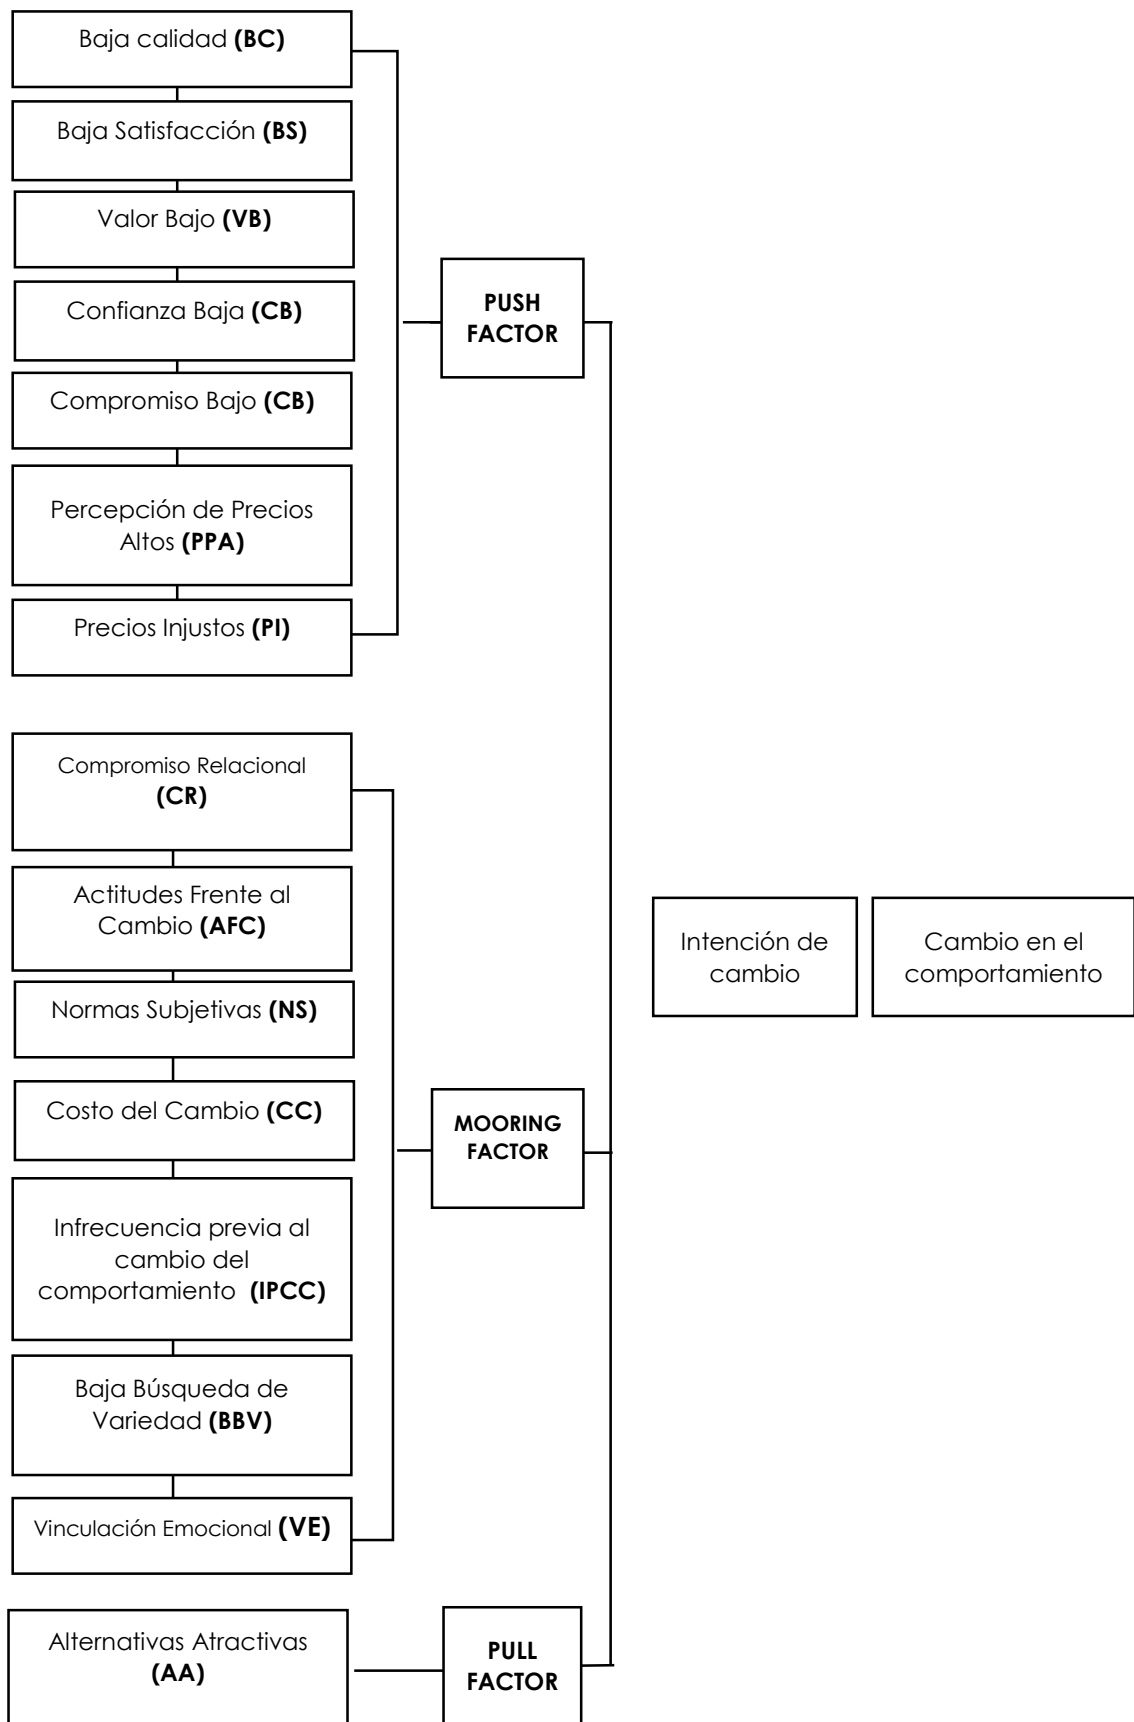 Baja calidad (BC)
Baja Satisfacción (BS)
Valor Bajo (VB)
Confianza Baja (CB)
Compromiso Bajo (CB)
Percepción de Precios
Altos (PPA)
Precios Injustos (PI)
PUSH
FACTOR
Compromiso Relacional
(CR)
Actitudes Frente al
Cambio (AFC)
Normas Subjetivas (NS)
Costo del Cambio (CC)
Infrecuencia previa al
cambio del
comportamiento (IPCC)
Baja Búsqueda de
Variedad (BBV)
Vinculación Emocional (VE)
MOORING
FACTOR
Alternativas Atractivas
(AA)
PULL
FACTOR
Intención de
cambio
Cambio en el
comportamiento